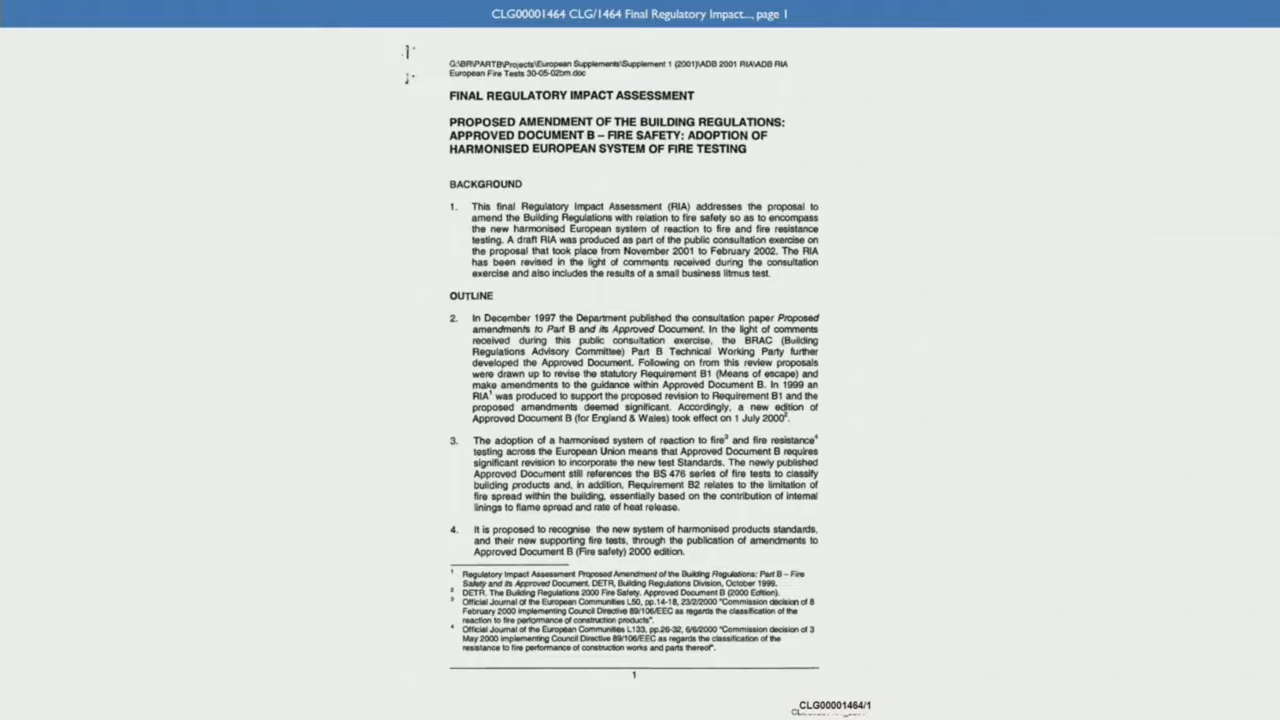 CLG00001464 CLG/1464 Final Regulatory Impact..., page 1
G:\BR\PARTB\Projects\European Supplements\Supplement 1 (2001)\ADB 2001 RIA\ADB RIA
European Fire Tests 30-05-02bm.doc
FINAL REGULATORY IMPACT ASSESSMENT
PROPOSED AMENDMENT OF THE BUILDING REGULATIONS:
APPROVED DOCUMENT B – FIRE SAFETY: ADOPTION OF
HARMONISED EUROPEAN SYSTEM OF FIRE TESTING
BACKGROUND
1. This final Regulatory Impact Assessment (RIA) addresses the proposal to
amend the Building Regulations with relation to fire safety so as to encompass
the new harmonised European system of reaction to fire and fire resistance
testing. A draft RIA was produced as part of the public consultation exercise on
the proposal that took place from November 2001 to February 2002. The RIA
has been revised in the light of comments received during the consultation
exercise and also includes the results of a small business litmus test.
OUTLINE
2. In December 1997 the Department published the consultation paper Proposed
amendments to Part B and its Approved Document. In the light of comments
received during this public consultation exercise, the BRAC (Building
Regulations Advisory Committee) Part B Technical Working Party further
developed the Approved Document. Following on from this review proposals
were drawn up to revise the statutory Requirement B1 (Means of escape) and
make amendments to the guidance within Approved Document B. In 1999 an
RIA¹ was produced to support the proposed revision to Requirement B1 and the
proposed amendments deemed significant. Accordingly, a new edition of
Approved Document B (for England & Wales) took effect on 1 July 2000².
3. The adoption of a harmonised system of reaction to fire³ and fire resistance⁴
testing across the European Union means that Approved Document B requires
significant revision to incorporate the new test Standards. The newly published
Approved Document still references the BS 476 series of fire tests to classify
building products and, in addition, Requirement B2 relates to the limitation of
fire spread within the building, essentially based on the contribution of internal
linings to flame spread and rate of heat release.
4. It is proposed to recognise the new system of harmonised products standards,
and their new supporting fire tests, through the publication of amendments to
Approved Document B (Fire safety) 2000 edition.
¹ Regulatory Impact Assessment Proposed Amendment of the Building Regulations: Part B – Fire
Safety and its Approved Document. DETR, Building Regulations Division, October 1999.
² DETR. The Building Regulations 2000 Fire Safety. Approved Document B (2000 Edition).
³ Official Journal of the European Communities L50, pp.14-18, 23/2/2000 "Commission decision of 8
February 2000 implementing Council Directive 89/106/EEC as regards the classification of the
reaction to fire performance of construction products".
⁴ Official Journal of the European Communities L133, pp.26-32, 6/6/2000 "Commission decision of 3
May 2000 implementing Council Directive 89/106/EEC as regards the classification of the
resistance to fire performance of construction works and parts thereof".
1
CLG00001464/1